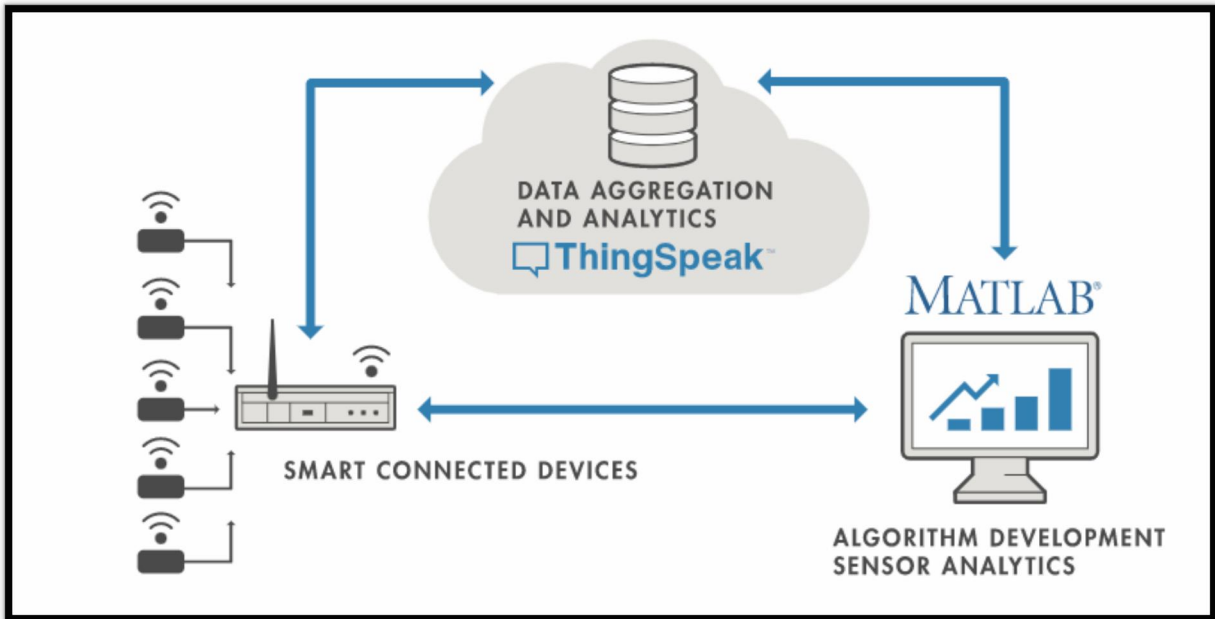 DATA AGGREGATION
AND ANALYTICS
ThingSpeak™
MATLAB®
SMART CONNECTED DEVICES
ALGORITHM DEVELOPMENT
SENSOR ANALYTICS